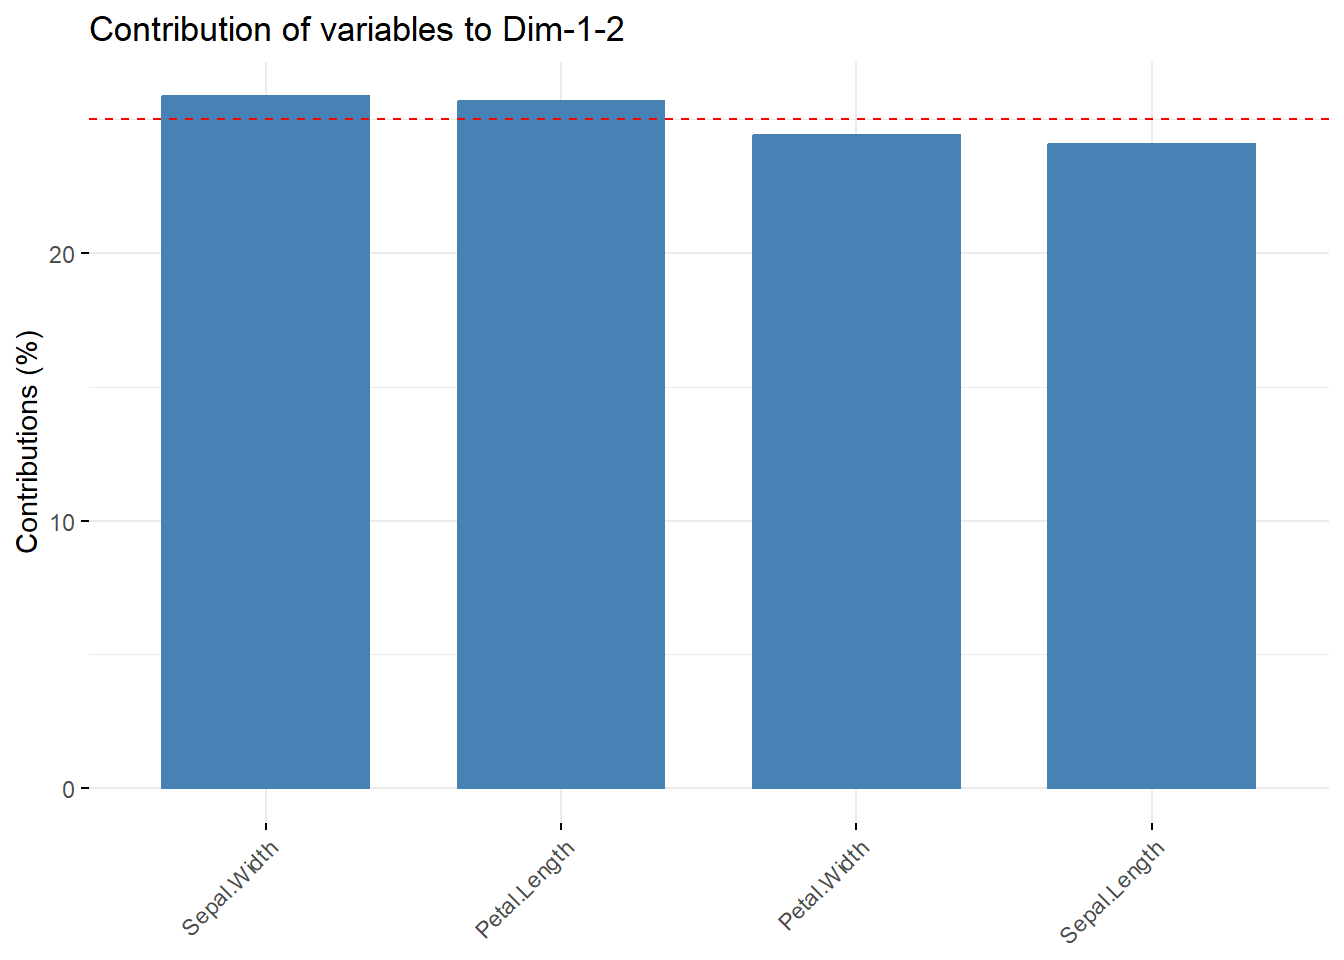 Contribution of variables to Dim-1-2
Contributions (%)
20
10
0
Sepal.Width
Petal.Length
Petal.Width
Sepal.Length